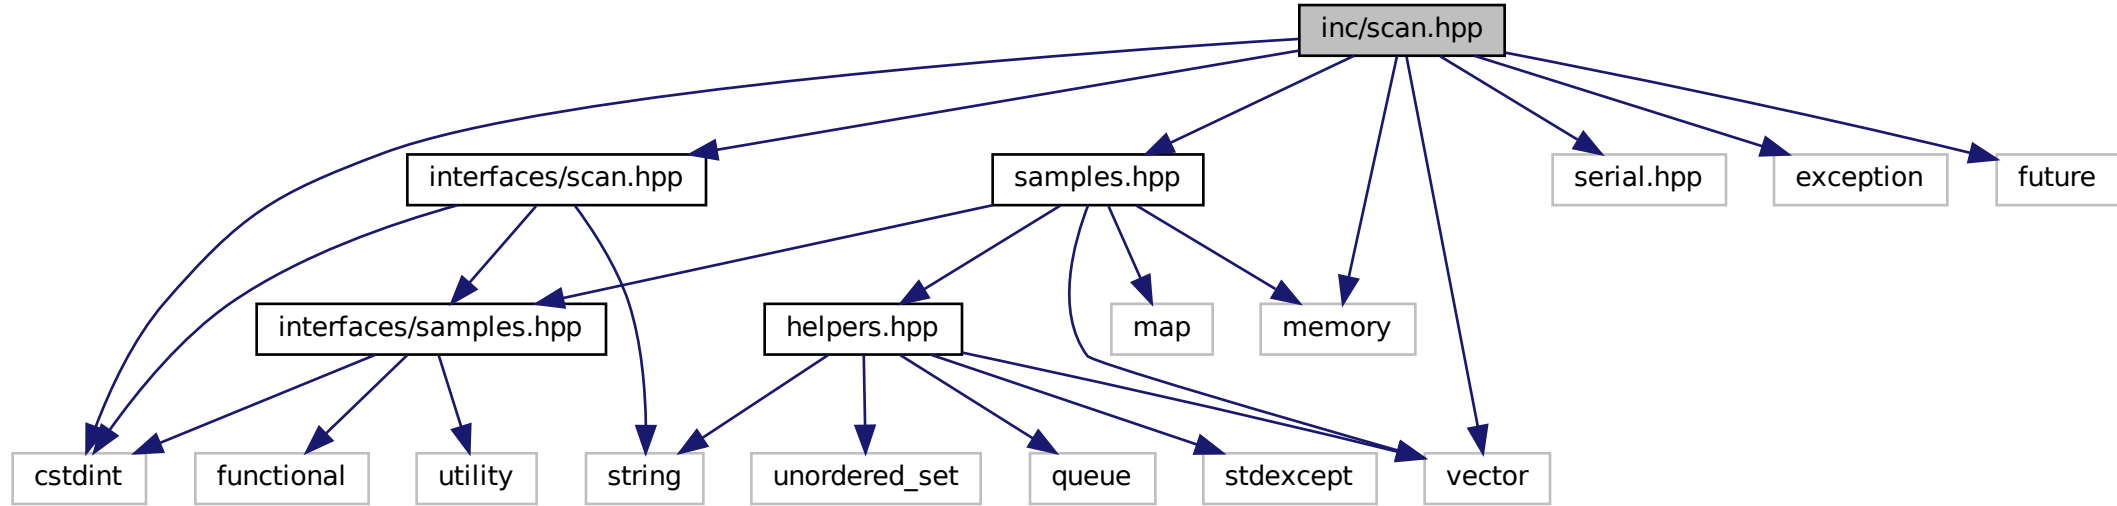 inc/scan.hpp
interfaces/scan.hpp
samples.hpp
serial.hpp
exception
future
interfaces/samples.hpp
helpers.hpp
map
memory
cstdint
functional
utility
string
unordered_set
queue
stdexcept
vector